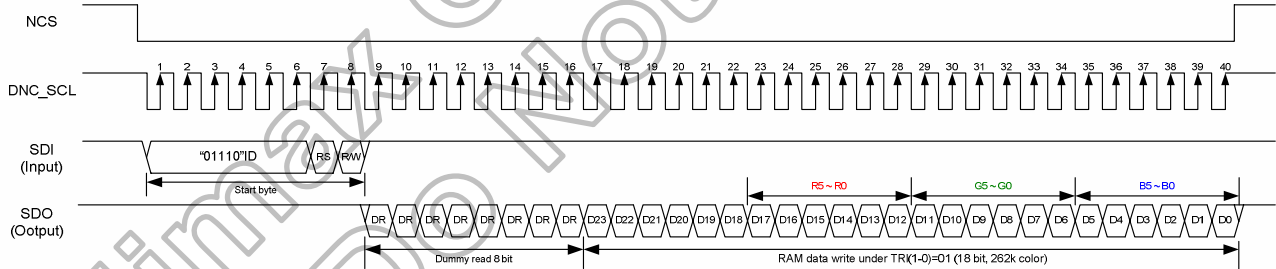 NCS
1 2 3 4 5 6 7 8 9 10 11 12 13 14 15 16 17 18 19 20 21 22 23 24 25 26 27 28 29 30 31 32 33 34 35 36 37 38 39 40
DNC_SCL
SDI
(Input)
"01110"ID RS R/W
Start byte
R5~R0 G5~G0 B5~B0
SDO
(Ootput)
DR DR DR DR DR DR DR DR D23 D22 D21 D20 D19 D18 D17 D16 D15 D14 D13 D12 D11 D10 D9 D8 D7 D6 D5 D4 D3 D2 D1 D0
Dummy read 8 bit
RAM data write under TRI(1-0)=01 (18 bit, 262k color)
imax
Do No